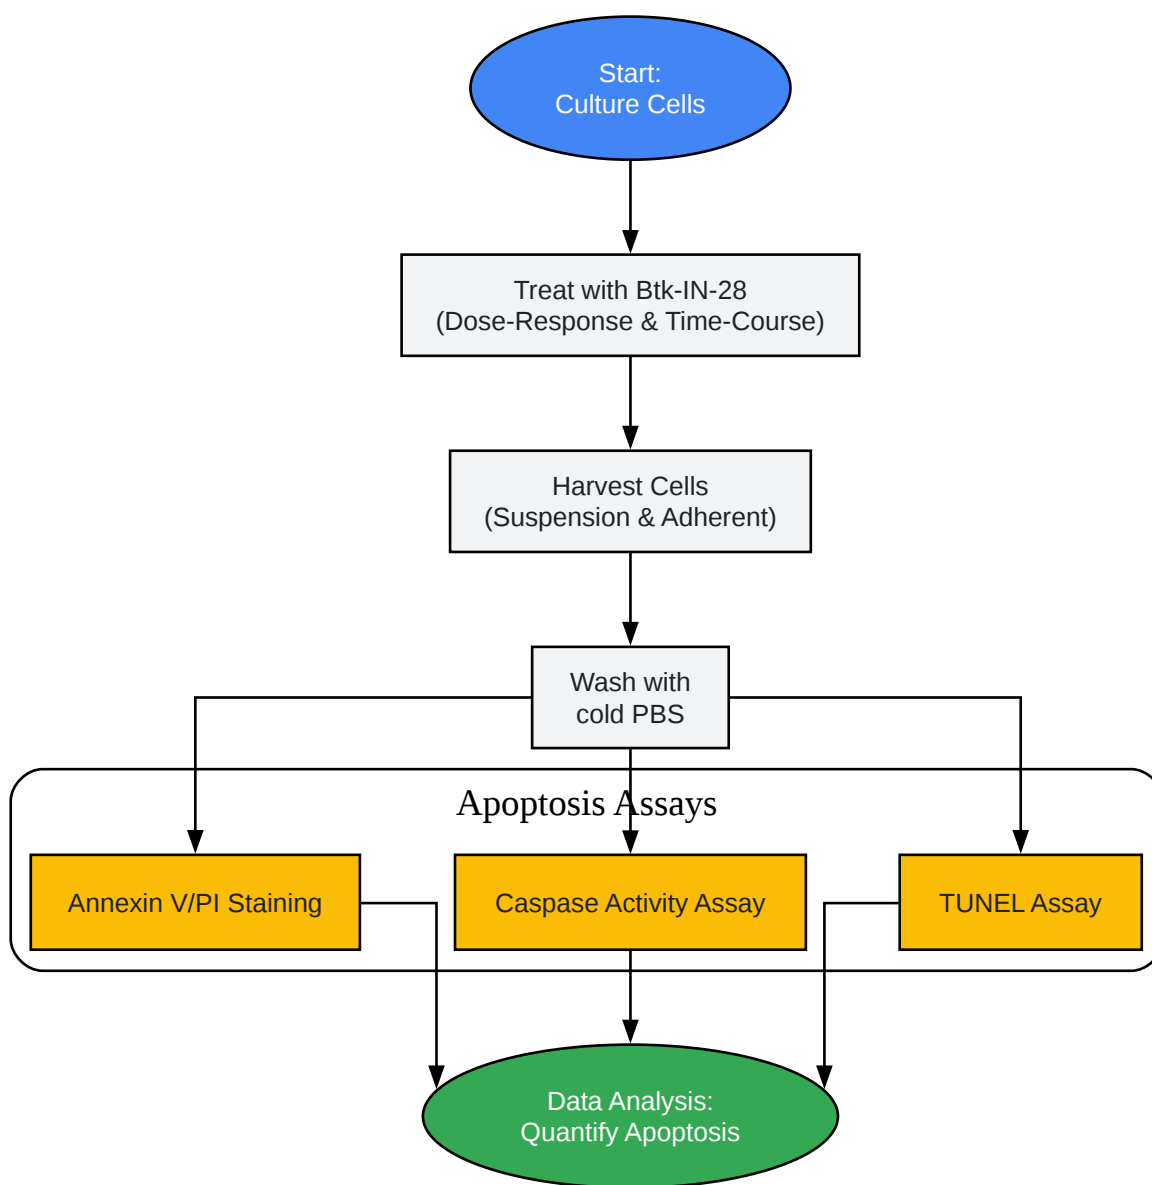 Start:
Culture Cells
Treat with Btk-IN-28
(Dose-Response & Time-Course)
Harvest Cells
(Suspension & Adherent)
Wash with
cold PBS
Apoptosis Assays
Annexin V/PI Staining
Caspase Activity Assay
TUNEL Assay
Data Analysis:
Quantify Apoptosis